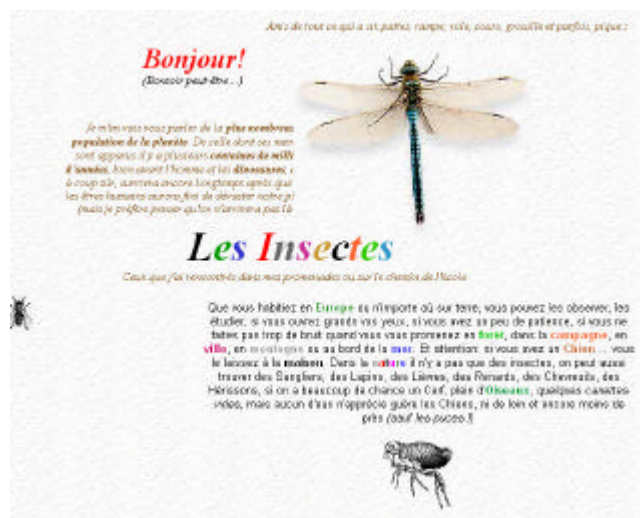 Amis de tout ce qui a six pattes, rampe, vole, cours, grouille et parfois, pique :
Bonjour!
(Bonsoir peut-être...)
Je m'en vais vous parler de la plus nombreus
population de la planète. De celle dont ses
sont apparus il y a plusieurs centaines de milli
d'années, bien avant l'homme et les dinosaures,
à coup sûr, survivra encore longtemps après que
les êtres humains aurons fini de détracter notre pl
(mais je préfère penser qu'on n'arrivera pas là
Les Insectes
Ceux que j'ai rencontrés dans mes promenades ou sur le chemin de l'école
Que vous habitiez en Europe ou n'importe où sur terre, vous pouvez les observer, les
étudier, si vous ouvrez grands vos yeux, si vous avez un peu de patience, si vous ne
faites pas trop de bruit quand vous vous promenez en forêt, dans la campagne, en
ville, en montagne ou au bord de la mer. Et attention: si vous avez un Chien... vous
le laissez à la maison. Dans la nature il n'y a pas que des insectes, on peut aussi
trouver des Sangliers, des Lapins, des Lièvres, des Renards, des Chevreuils, des
Hérissons, si on a beaucoup de chance un Cerf, plein d'Oiseaux, quelques canettes
vides, mais aucun d'eux n'apprécie guère les Chiens, ni de loin et encore moins de
près (sauf les puces !)